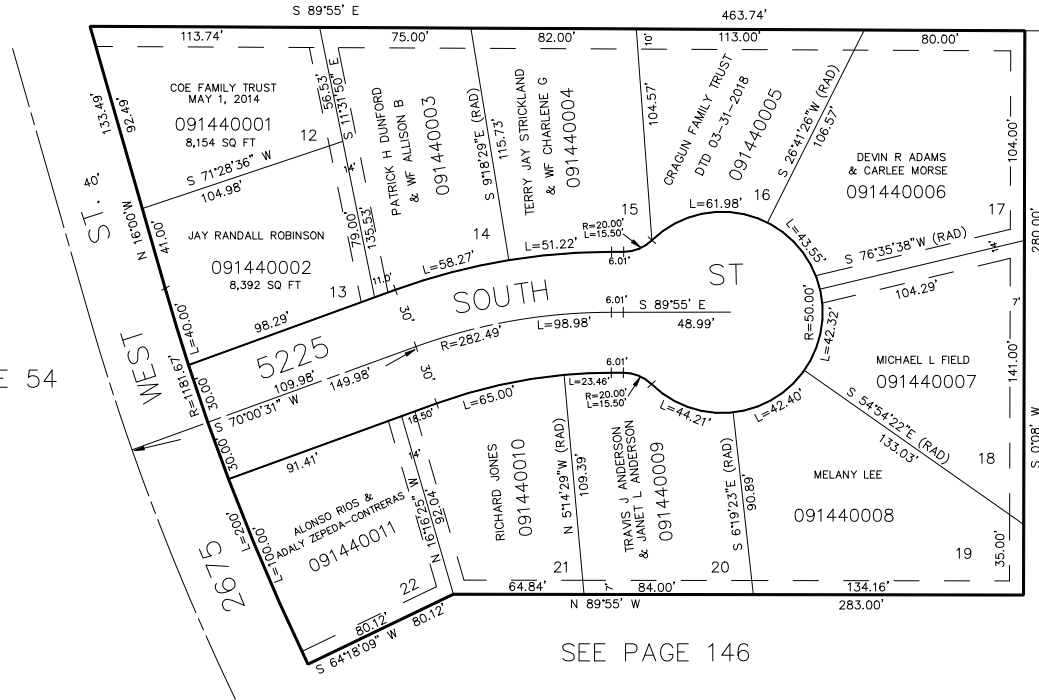 S 89°55' E
463.74'
113.74'
75.00'
82.00'
10'
113.00'
80.00'
133.49'
92.49'
COE FAMILY TRUST
MAY 1, 2014
091440001
8,154 SQ FT
12
56.53'
S 11°31'50" E
PATRICK H DUNFORD
& WF ALLISON B
091440003
14
S 9°18'29"E (RAD)
115.73'
TERRY JAY STRICKLAND
& WF CHARLENE G
091440004
15
104.57'
CRAGUN FAMILY TRUST
DTD 03-31-2018
091440005
16
S 26°41'26"W (RAD)
106.57'
DEVIN R ADAMS
& CARLEE MORSE
091440006
17
104.00'
280.00'
S 71°28'36" W
104.98'
14'
79.00'
135.53'
11.0'
40'
N 16°00'W
41.00'
JAY RANDALL ROBINSON
091440002
8,392 SQ FT
13
L=58.27'
L=51.22'
R=20.00'
L=15.50'
6.01'
L=61.98'
L=43.55'
S 76°35'38"W (RAD)
14'
104.29'
7'
2675 WEST ST.
5225 SOUTH ST
L=40.00'
R=1181.67'
98.29'
30'
R=282.49'
L=98.98'
6.01'
S 89°55' E
48.99'
R=50.00'
L=42.32'
30.00'
109.98'
149.98'
S 70°00'31" W
30'
30.00'
E 54
MICHAEL L FIELD
091440007
141.00'
S 0°08' W
6.01'
L=23.46'
R=20.00'
L=15.50'
L=65.00'
18.50'
91.41'
L=44.21'
L=42.40'
S 54°54'22"E (RAD)
133.03'
18
L=200'
L=100.00'
ALONSO RIOS &
ADALY ZEPEDA-CONTRERAS
091440011
22
14'
N 16°16'25" W
92.04'
RICHARD JONES
091440010
21
N 5°14'29"W (RAD)
109.39'
TRAVIS J ANDERSON
& JANET L ANDERSON
091440009
20
S 6°19'23"E (RAD)
90.89'
MELANY LEE
091440008
19
35.00'
64.84'
7'
84.00'
134.16'
N 89°55' W
283.00'
80.12'
80.12'
S 64°18'09" W
SEE PAGE 146